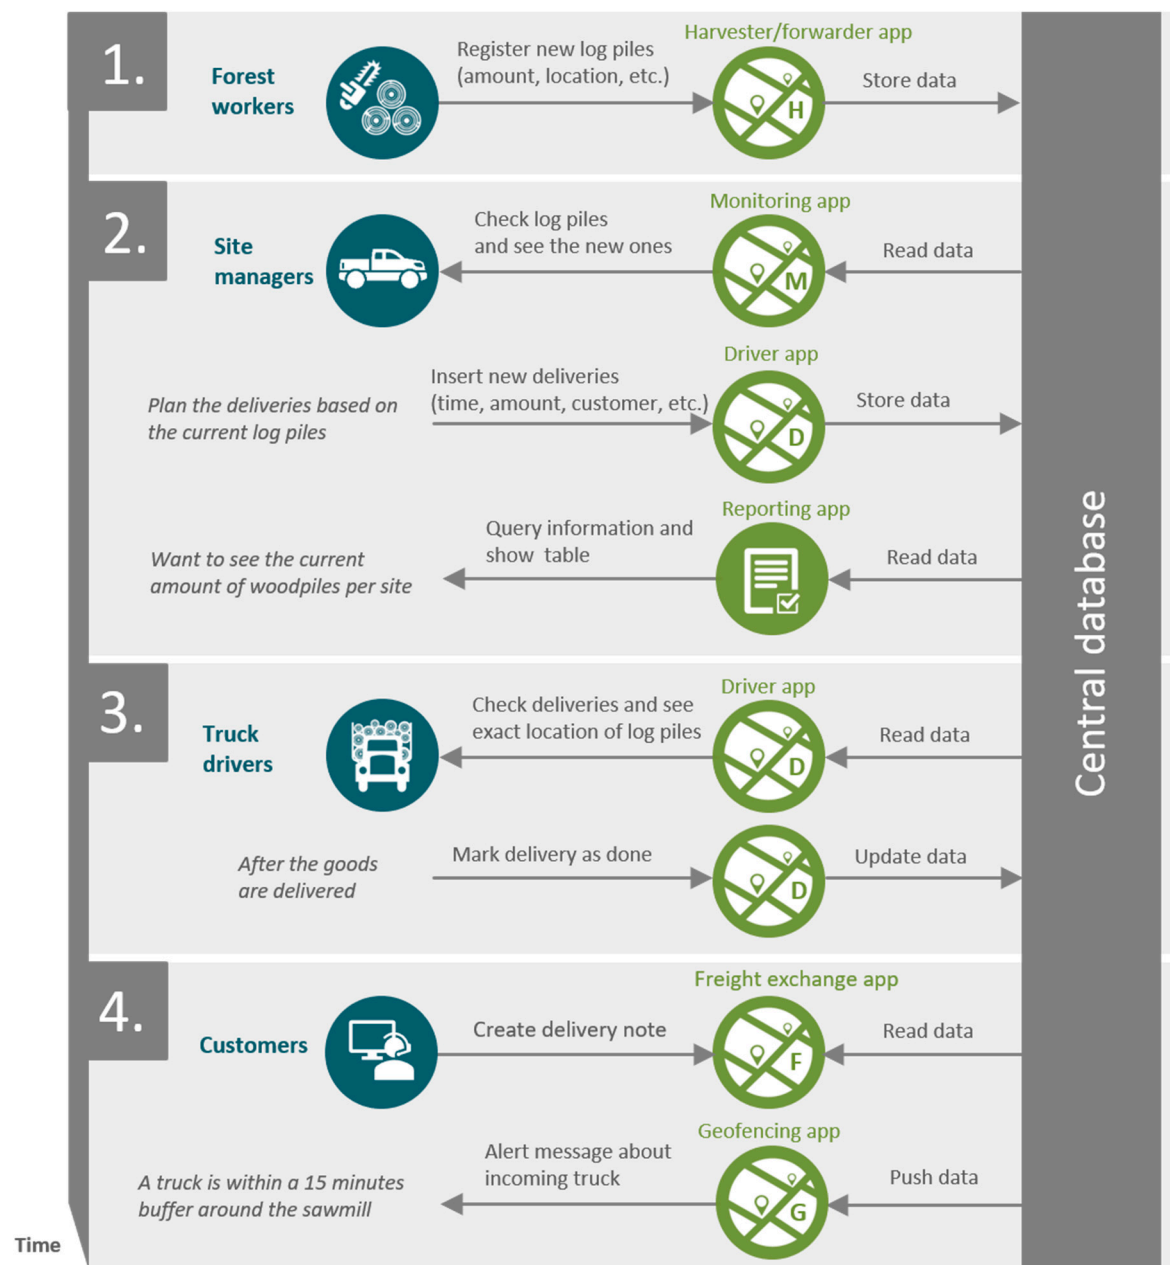 1.
Forest
workers
Register new log piles
(amount, location, etc.)
Harvester/forwarder app
H
Store data
2.
Site
managers
Check log piles
and see the new ones
Monitoring app
M
Read data
Plan the deliveries based on
the current log piles
Insert new deliveries
(time, amount, customer, etc.)
Driver app
D
Store data
Want to see the current
amount of woodpiles per site
Query information and
show table
Reporting app
Read data
3.
Truck
drivers
Check deliveries and see
exact location of log piles
Driver app
D
Read data
After the goods
are delivered
Mark delivery as done
D
Update data
4.
Customers
Create delivery note
Freight exchange app
F
Read data
A truck is within a 15 minutes
buffer around the sawmill
Alert message about
incoming truck
Geofencing app
G
Push data
Central database
Time